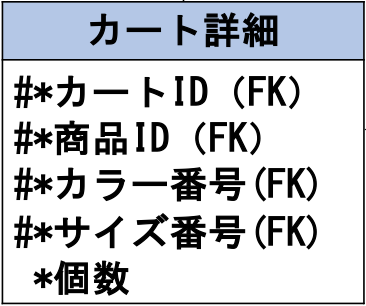 カート詳細
#*カートID (FK)
#*商品ID (FK)
#*カラー番号(FK)
#*サイズ番号(FK)
*個数